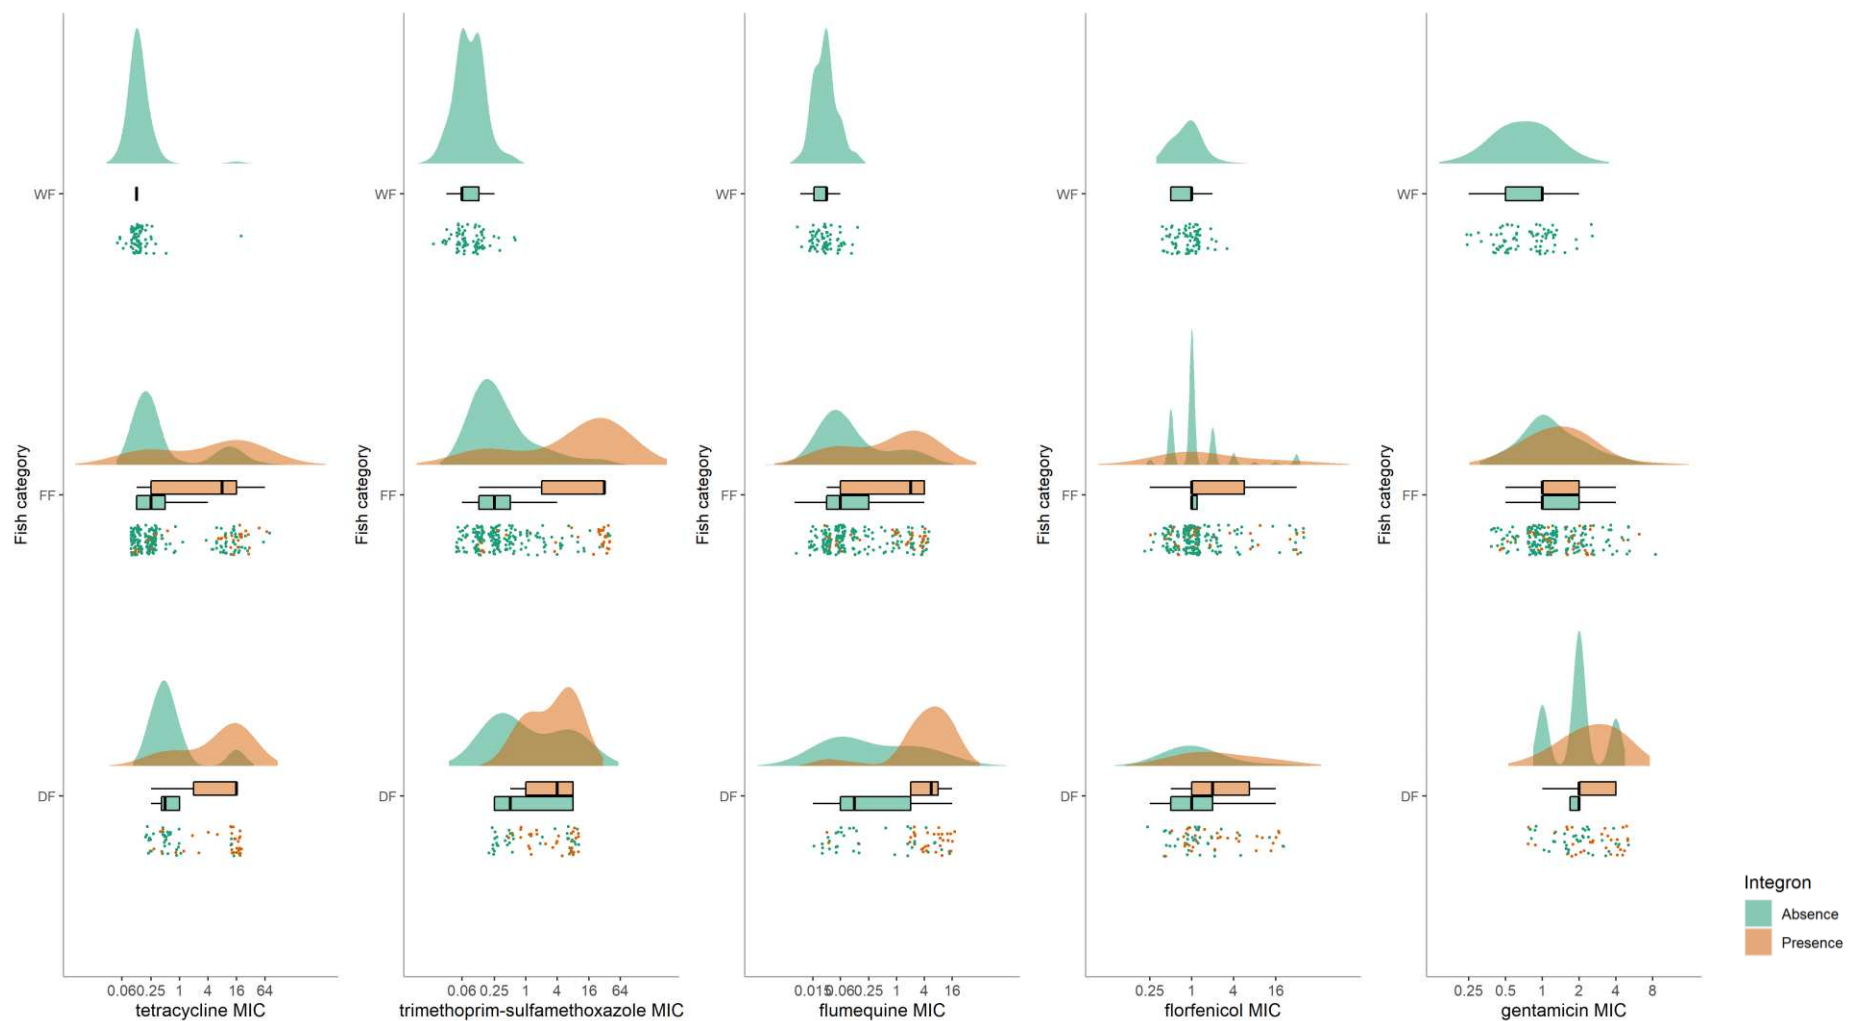 WF
WF
WF
WF
WF
Fish category
Fish category
Fish category
Fish category
Fish category
FF
FF
FF
FF
FF
DF
DF
DF
DF
DF
Integron
Absence
Presence
0.06 0.25 1 4 16 64
0.06 0.25 1 4 16 64
0.015 0.06 0.25 1 4 16
0.25 1 4 16
0.25 0.5 1 2 4 8
tetracycline MIC
trimethoprim-sulfamethoxazole MIC
flumequine MIC
florfenicol MIC
gentamicin MIC